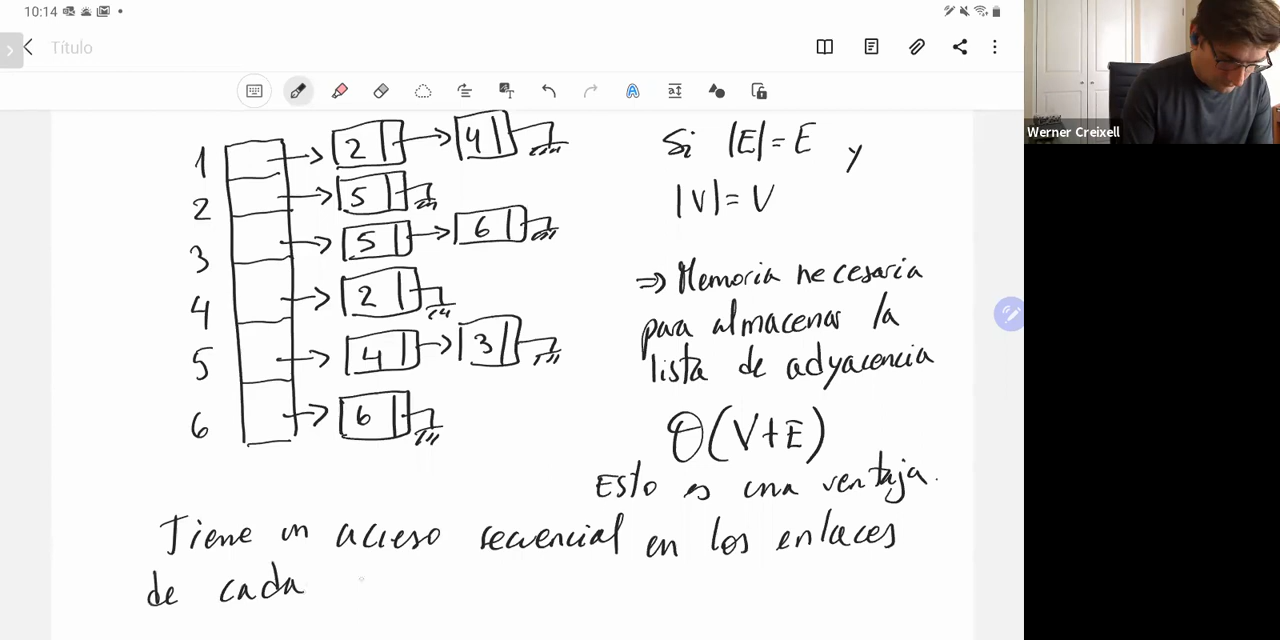 10:14
Título
Werner Creixell
1 2 4
2 5
3 5 6
4 2
5 4 3
6 6
Si |E| = E y
|V| = V
⇒ Memoria necesaria
para almacenar la
lista de adyacencia
Θ(V+E)
Esto es una ventaja.
Tiene un acceso secuencial en los enlaces
de cada